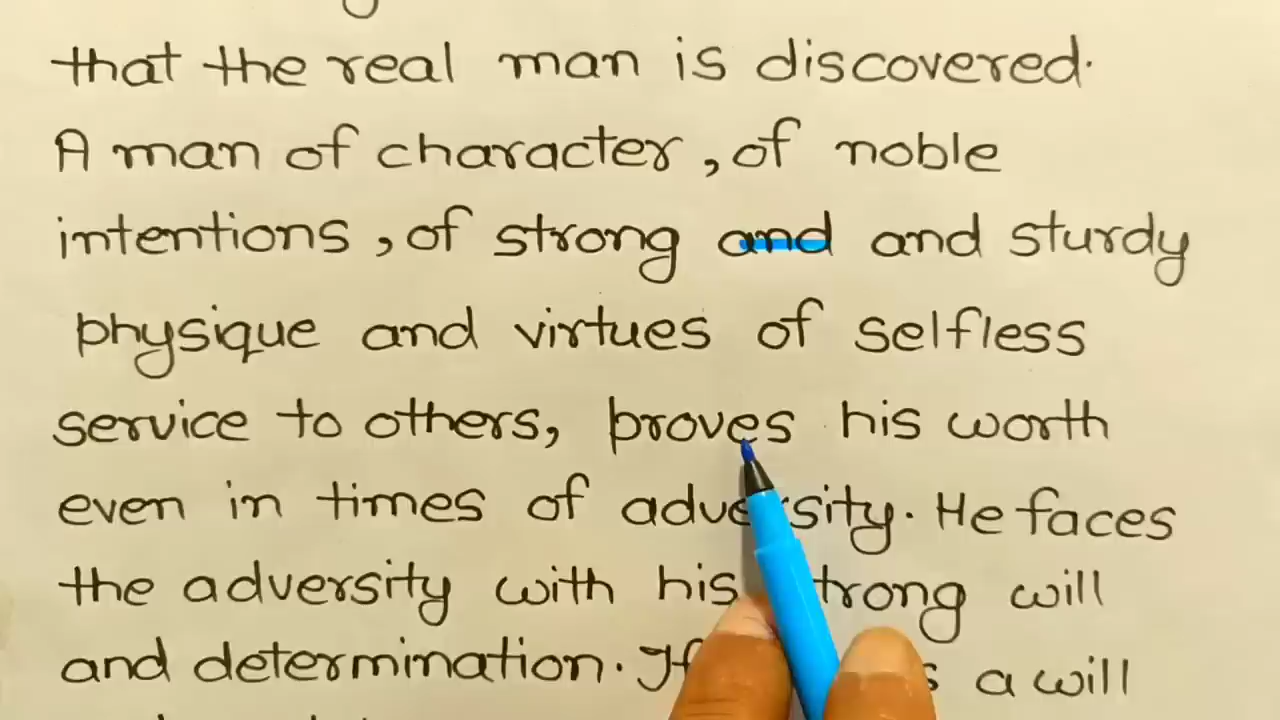 that the real man is discovered.
A man of character, of noble
intentions, of strong and and sturdy
physique and virtues of selfless
service to others, proves his worth
even in times of adversity. He faces
the adversity with his strong will
and determination. If a will